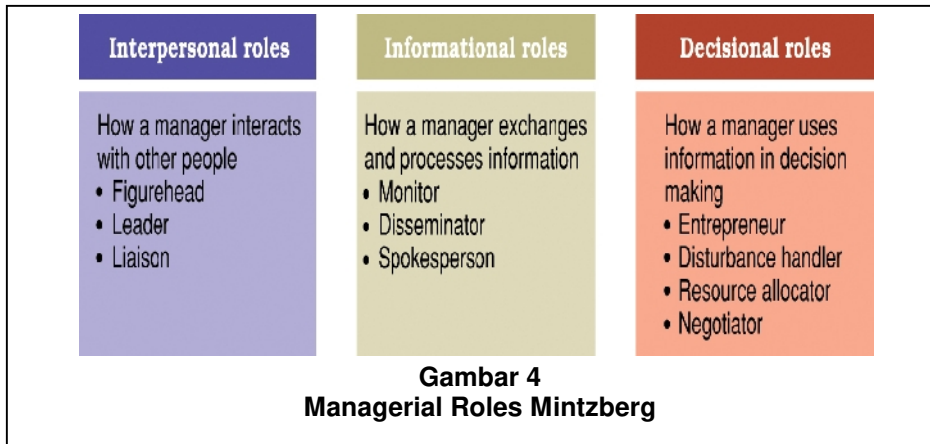 Interpersonal roles
How a manager interacts
with other people
• Figurehead
• Leader
• Liaison
Informational roles
How a manager exchanges
and processes information
• Monitor
• Disseminator
• Spokesperson
Decisional roles
How a manager uses
information in decision
making
• Entrepreneur
• Disturbance handler
• Resource allocator
• Negotiator
Gambar 4
Managerial Roles Mintzberg